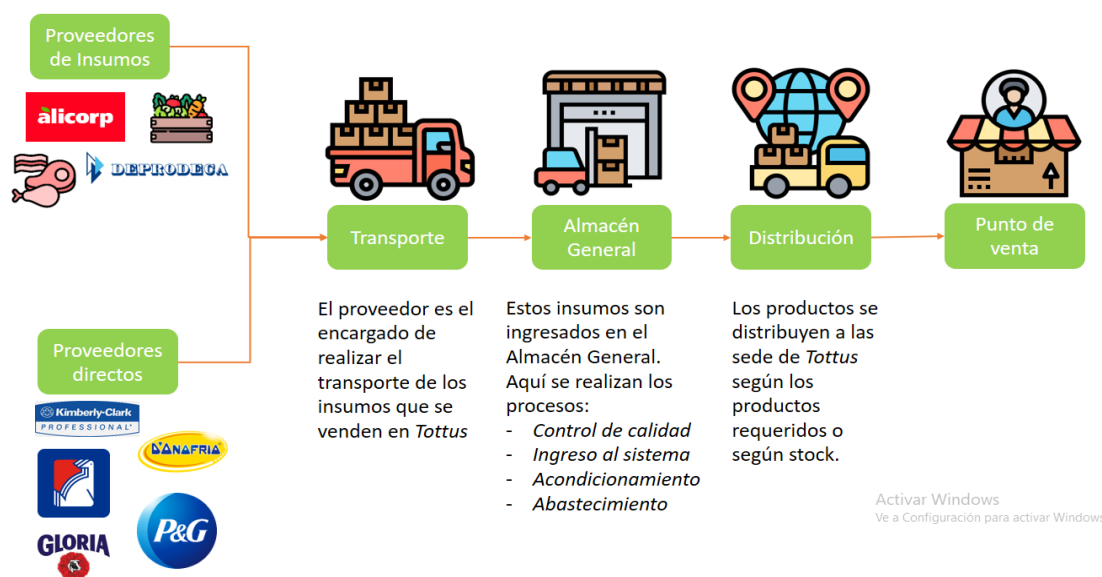 Proveedores
de Insumos
alicorp
DEPRODECA
Transporte
Almacén
General
Distribución
Punto de
venta
El proveedor es el
encargado de
realizar el
transporte de los
insumos que se
venden en Tottus
Estos insumos son
ingresados en el
Almacén General.
Aquí se realizan los
procesos:
- Control de calidad
- Ingreso al sistema
- Acondicionamiento
- Abastecimiento
Los productos se
distribuyen a las
sede de Tottus
según los
productos
requeridos o
según stock.
Proveedores
directos
Kimberly-Clark
PROFESSIONAL*
D'ONOFRIO
P&G
GLORIA
Activar Windows
Ve a Configuración para activar Windows